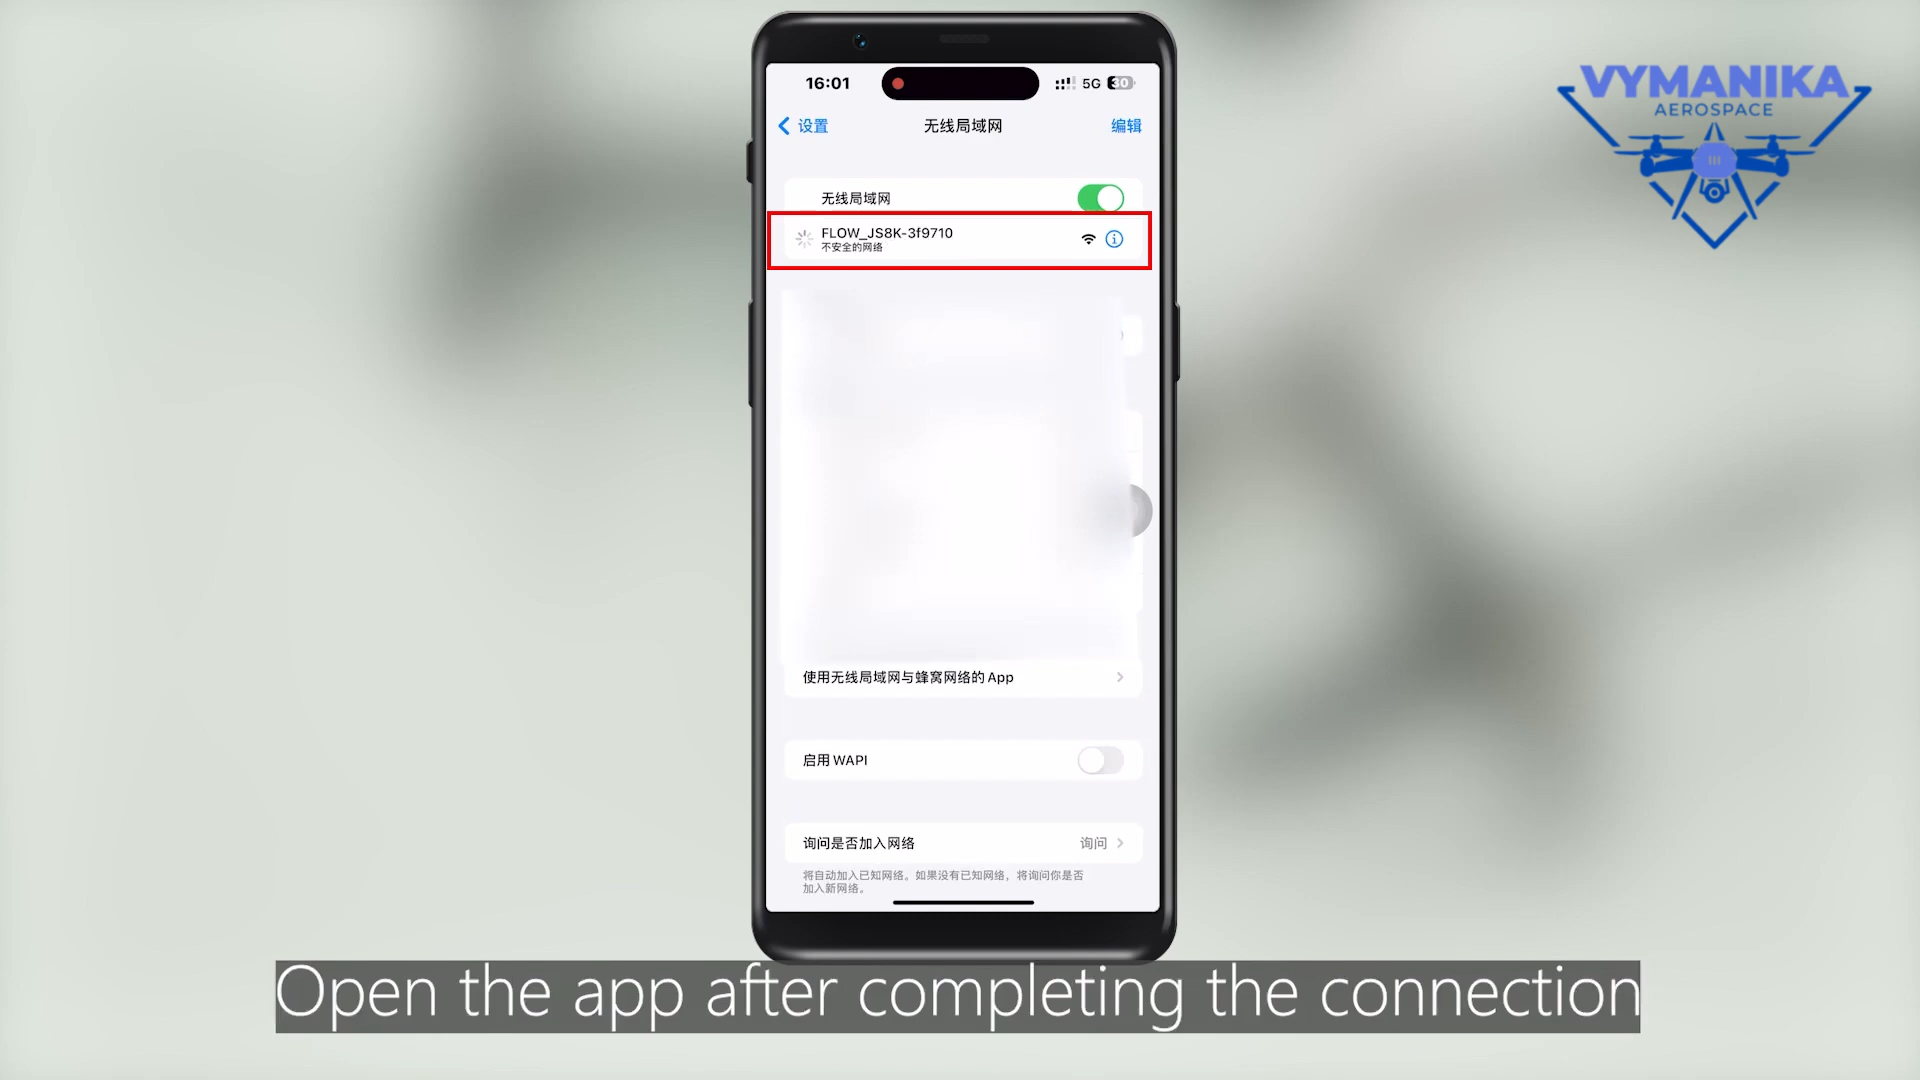 VYMANIKA
AEROSPACE
16:01
5G 30
设置
无线局域网
编辑
无线局域网
FLOW_JS8K-3f9710
不安全的网络
使用无线局域网与蜂窝网络的 App
启用 WAPI
询问是否加入网络
询问
将自动加入已知网络。如果没有已知网络，将询问你是否
加入新网络。
Open the app after completing the connection